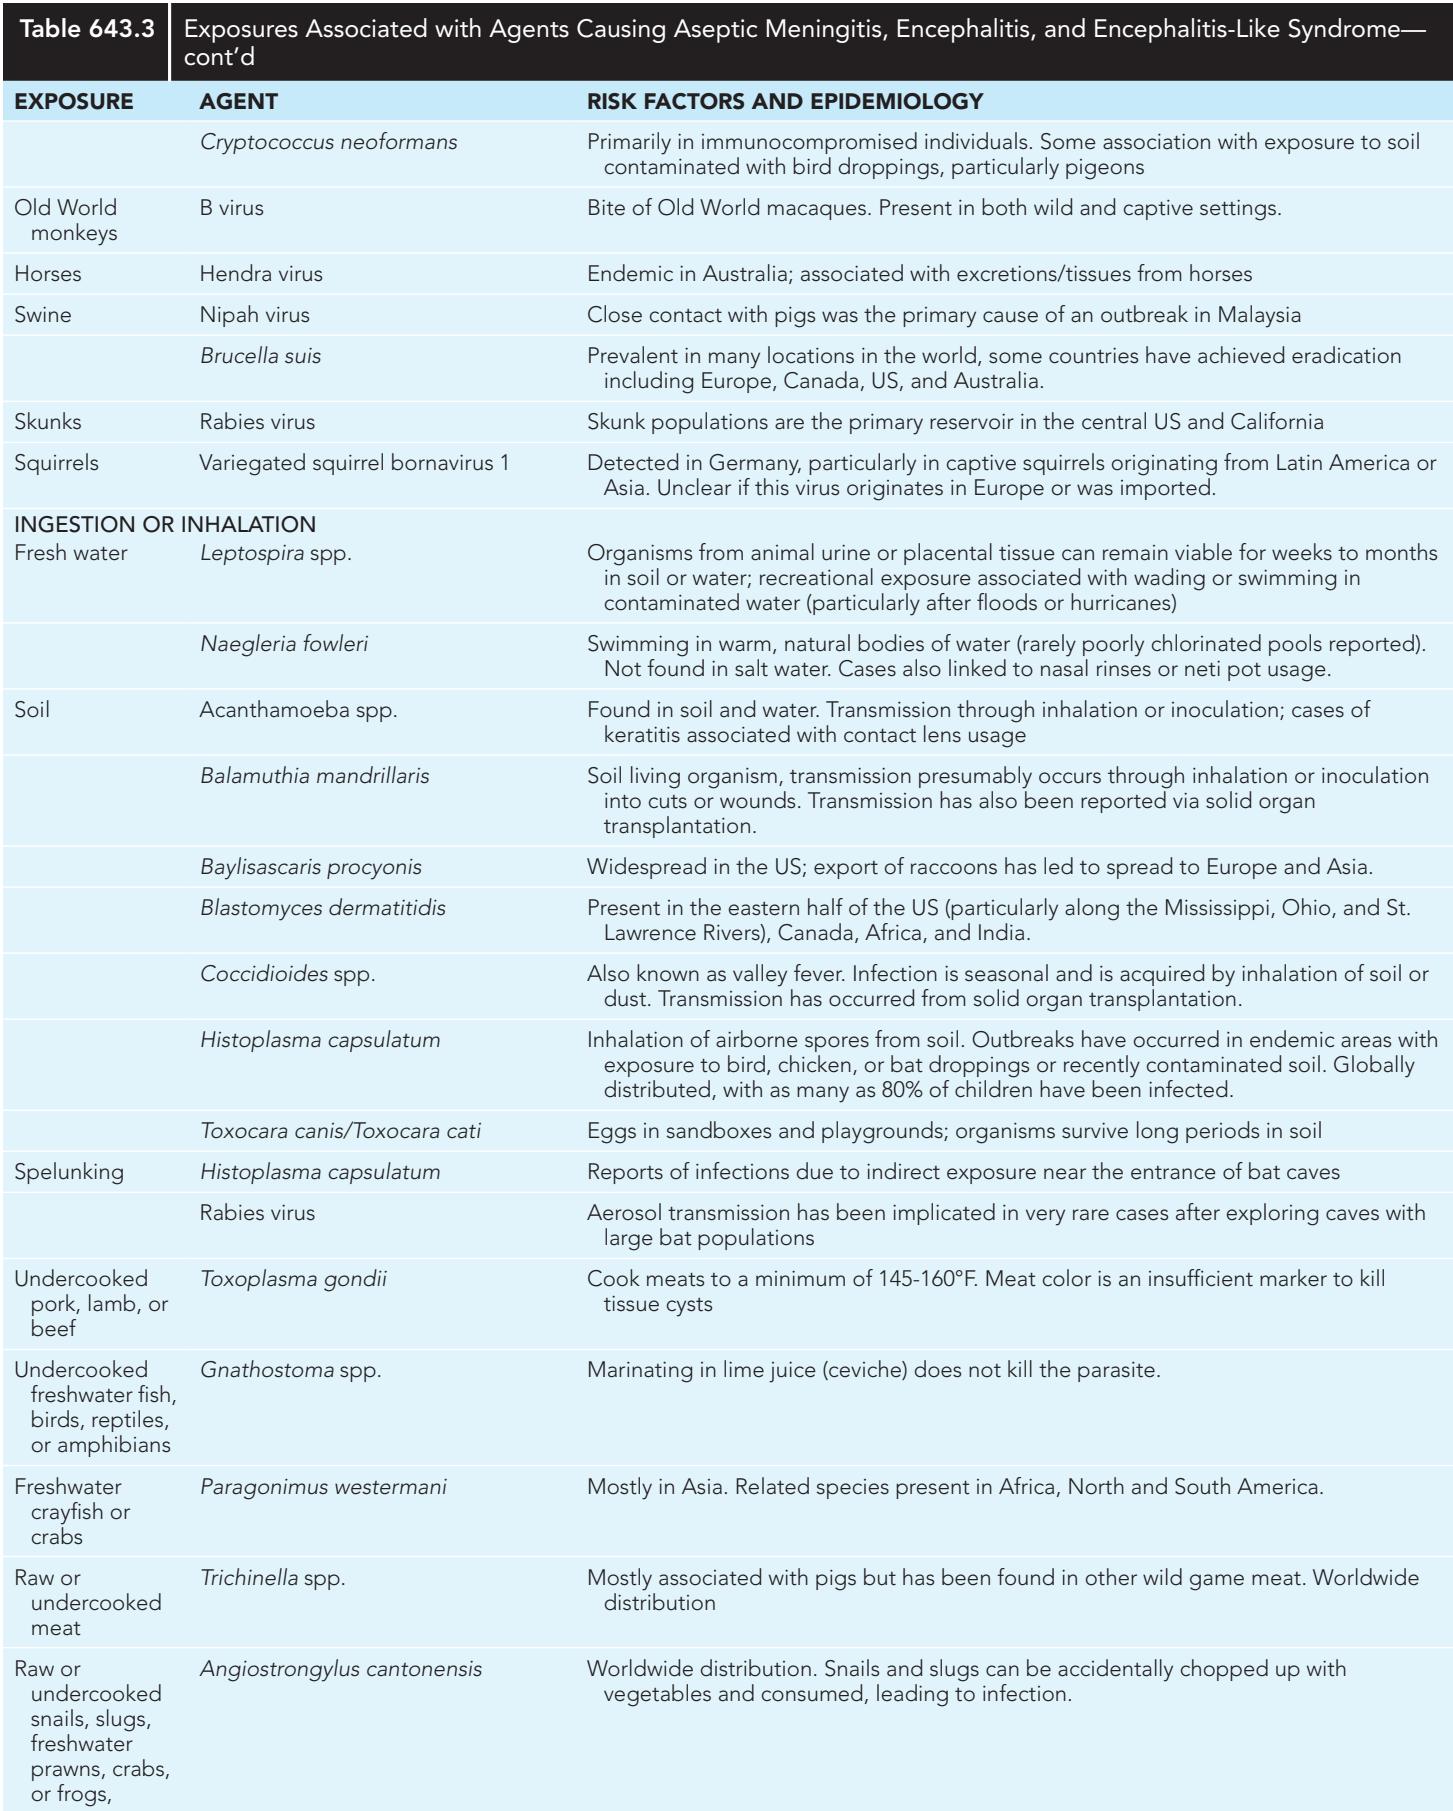 Table 643.3 Exposures Associated with Agents Causing Aseptic Meningitis, Encephalitis, and Encephalitis-Like Syndrome—
cont'd
EXPOSURE AGENT RISK FACTORS AND EPIDEMIOLOGY
Cryptococcus neoformans Primarily in immunocompromised individuals. Some association with exposure to soil
contaminated with bird droppings, particularly pigeons
Old World B virus Bite of Old World macaques. Present in both wild and captive settings.
monkeys
Horses Hendra virus Endemic in Australia; associated with excretions/tissues from horses
Swine Nipah virus Close contact with pigs was the primary cause of an outbreak in Malaysia
Brucella suis Prevalent in many locations in the world, some countries have achieved eradication
including Europe, Canada, US, and Australia.
Skunks Rabies virus Skunk populations are the primary reservoir in the central US and California
Squirrels Variegated squirrel bornavirus 1 Detected in Germany, particularly in captive squirrels originating from Latin America or
Asia. Unclear if this virus originates in Europe or was imported.
INGESTION OR INHALATION
Fresh water Leptospira spp. Organisms from animal urine or placental tissue can remain viable for weeks to months
in soil or water; recreational exposure associated with wading or swimming in
contaminated water (particularly after floods or hurricanes)
Naegleria fowleri Swimming in warm, natural bodies of water (rarely poorly chlorinated pools reported).
Not found in salt water. Cases also linked to nasal rinses or neti pot usage.
Soil Acanthamoeba spp. Found in soil and water. Transmission through inhalation or inoculation; cases of
keratitis associated with contact lens usage
Balamuthia mandrillaris Soil living organism, transmission presumably occurs through inhalation or inoculation
into cuts or wounds. Transmission has also been reported via solid organ
transplantation.
Baylisascaris procyonis Widespread in the US; export of raccoons has led to spread to Europe and Asia.
Blastomyces dermatitidis Present in the eastern half of the US (particularly along the Mississippi, Ohio, and St.
Lawrence Rivers), Canada, Africa, and India.
Coccidioides spp. Also known as valley fever. Infection is seasonal and is acquired by inhalation of soil or
dust. Transmission has occurred from solid organ transplantation.
Histoplasma capsulatum Inhalation of airborne spores from soil. Outbreaks have occurred in endemic areas with
exposure to bird, chicken, or bat droppings or recently contaminated soil. Globally
distributed, with as many as 80% of children have been infected.
Toxocara canis/Toxocara cati Eggs in sandboxes and playgrounds; organisms survive long periods in soil
Spelunking Histoplasma capsulatum Reports of infections due to indirect exposure near the entrance of bat caves
Rabies virus Aerosol transmission has been implicated in very rare cases after exploring caves with
large bat populations
Undercooked Toxoplasma gondii Cook meats to a minimum of 145-160°F. Meat color is an insufficient marker to kill
pork, lamb, or tissue cysts
beef
Undercooked Gnathostoma spp. Marinating in lime juice (ceviche) does not kill the parasite.
freshwater fish,
birds, reptiles,
or amphibians
Freshwater Paragonimus westermani Mostly in Asia. Related species present in Africa, North and South America.
crayfish or
crabs
Raw or Trichinella spp. Mostly associated with pigs but has been found in other wild game meat. Worldwide
undercooked distribution
meat
Raw or Angiostrongylus cantonensis Worldwide distribution. Snails and slugs can be accidentally chopped up with
undercooked vegetables and consumed, leading to infection.
snails, slugs,
freshwater
prawns, crabs,
or frogs,